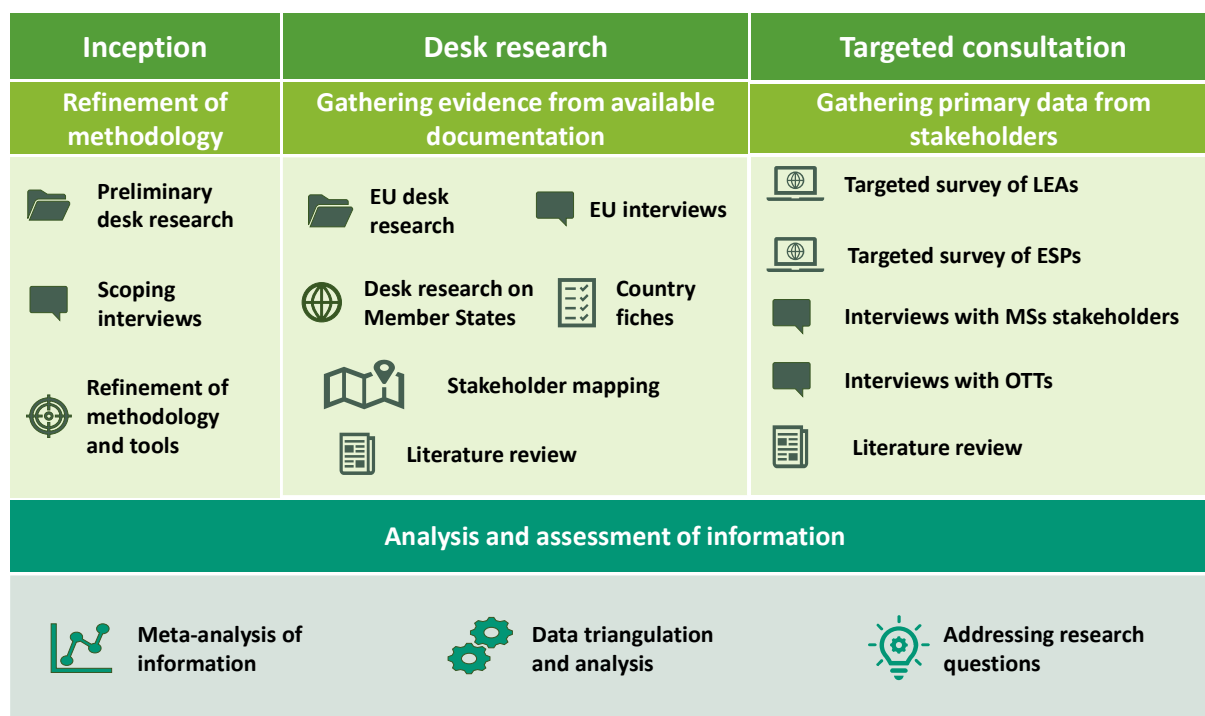 Inception
Refinement of
methodology
Preliminary
desk research
Scoping
interviews
Refinement of
methodology
and tools
Desk research
Gathering evidence from available
documentation
EU desk
research
EU interviews
Desk research on
Member States
Country
fiches
Stakeholder mapping
Literature review
Targeted consultation
Gathering primary data from
stakeholders
Targeted survey of LEAs
Targeted survey of ESPs
Interviews with MSs stakeholders
Interviews with OTTs
Literature review
Analysis and assessment of information
Meta-analysis of
information
Data triangulation
and analysis
Addressing research
questions